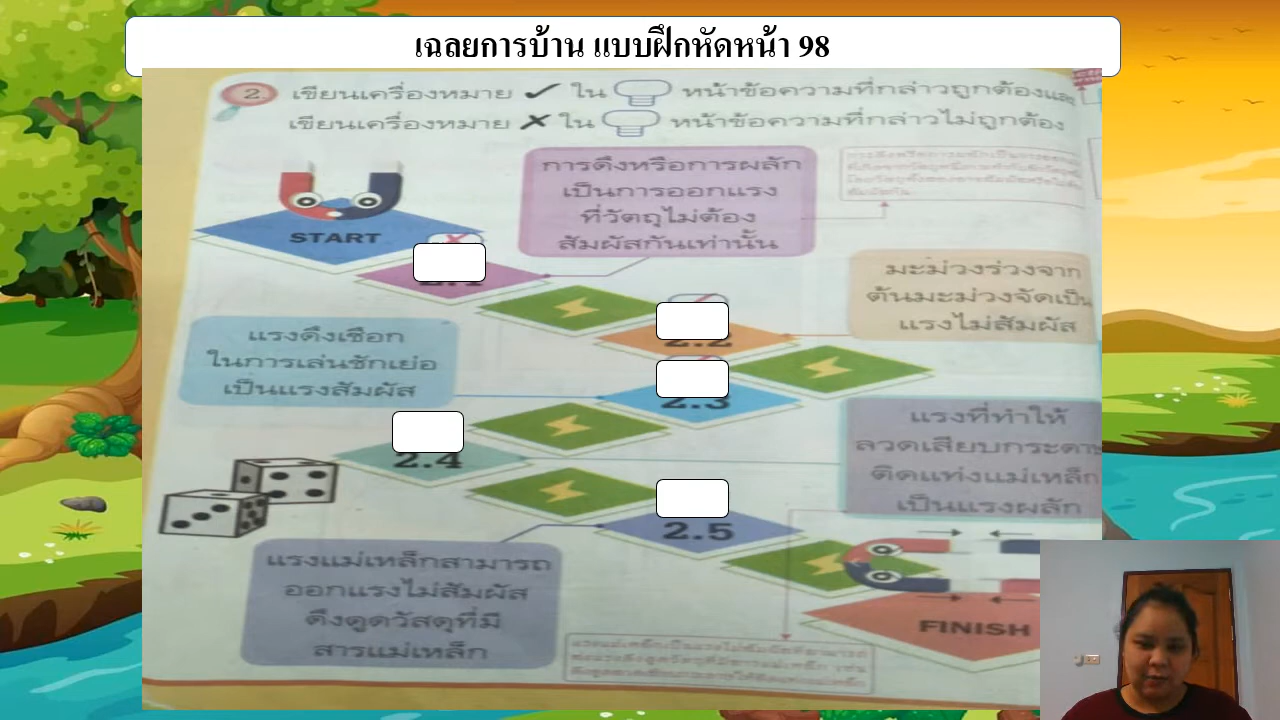 เฉลยการบ้าน แบบฝึกหัดหน้า 98
2. เขียนเครื่องหมาย ✓ ใน หน้าข้อความที่กล่าวถูกต้องและ
เขียนเครื่องหมาย ✗ ใน หน้าข้อความที่กล่าวไม่ถูกต้อง
การดึงหรือการผลัก
เป็นการออกแรง
ที่วัตถุไม่ต้อง
สัมผัสกันเท่านั้น
START
มะม่วงร่วงจาก
ต้นมะม่วงจัดเป็น
แรงไม่สัมผัส
2.2
แรงดึงเชือก
ในการเล่นชักเย่อ
เป็นแรงสัมผัส
2.3
แรงที่ทำให้
ลวดเสียบกระดาษ
ติดแท่งแม่เหล็ก
เป็นแรงผลัก
2.4
2.5
แรงแม่เหล็กสามารถ
ออกแรงไม่สัมผัส
ดึงดูดวัสดุที่มี
สารแม่เหล็ก
FINISH